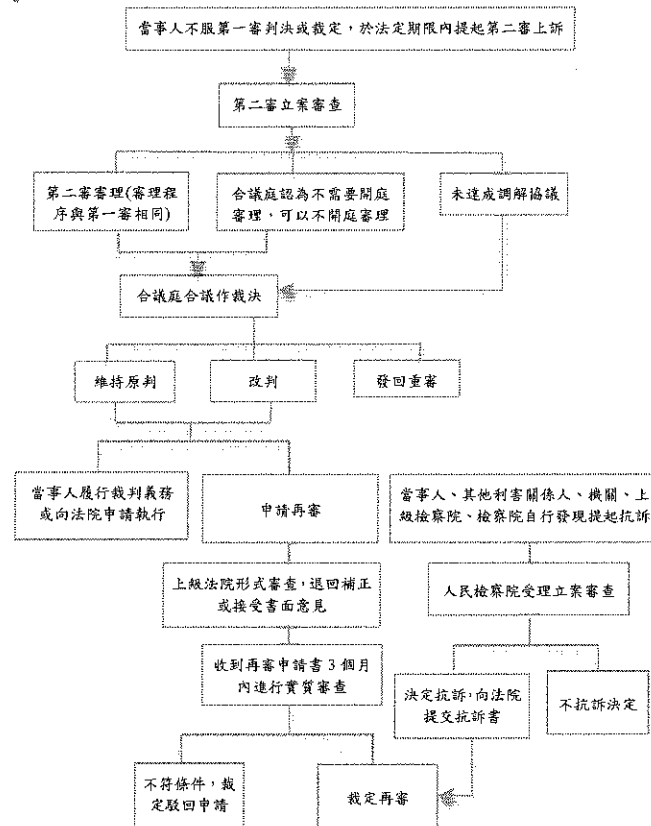 當事人不服第一審判決或裁定，於法定期限內提起第二審上訴
第二審立案審查
第二審審理(審理程
序與第一審相同)
合議庭認為不需要開庭
審理，可以不開庭審理
未達成調解協議
合議庭合議作裁決
維持原判
改判
發回重審
當事人履行裁判義務
或向法院申請執行
申請再審
當事人、其他利害關係人、機關、上
級檢察院、檢察院自行發現提起抗訴
上級法院形式審查，退回補正
或接受書面意見
人民檢察院受理立案審查
收到再審申請書3個月
內進行實質審查
決定抗訴，向法院
提交抗訴書
不抗訴決定
不符條件，裁
定駁回申請
裁定再審